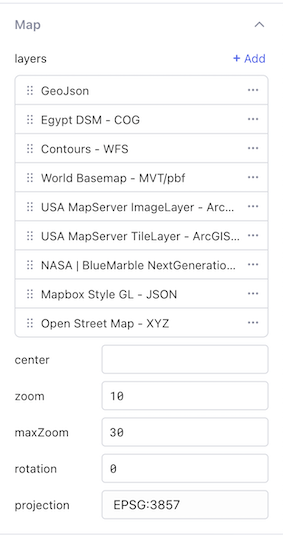 Map
layers
+ Add
GeoJson
Egypt DSM - COG
Contours - WFS
World Basemap - MVT/pbf
USA MapServer ImageLayer - Arc...
USA MapServer TileLayer - ArcGIS...
NASA | BlueMarble NextGeneratio...
Mapbox Style GL - JSON
Open Street Map - XYZ
center
zoom 10
maxZoom 30
rotation 0
projection EPSG:3857